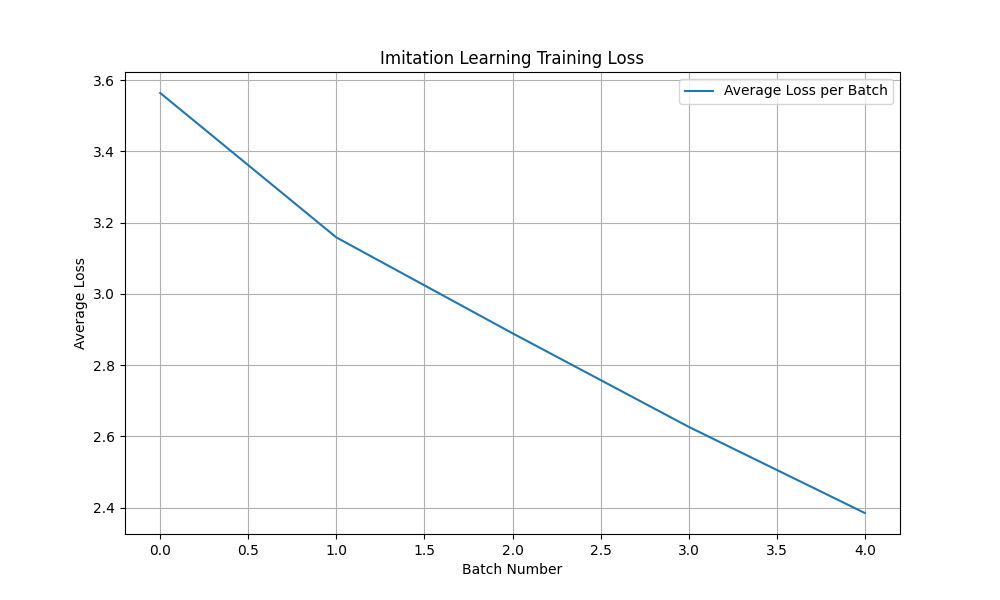 Imitation Learning Training Loss
Average Loss per Batch
3.6
3.4
3.2
3.0
2.8
2.6
2.4
Average Loss
0.0 0.5 1.0 1.5 2.0 2.5 3.0 3.5 4.0
Batch Number